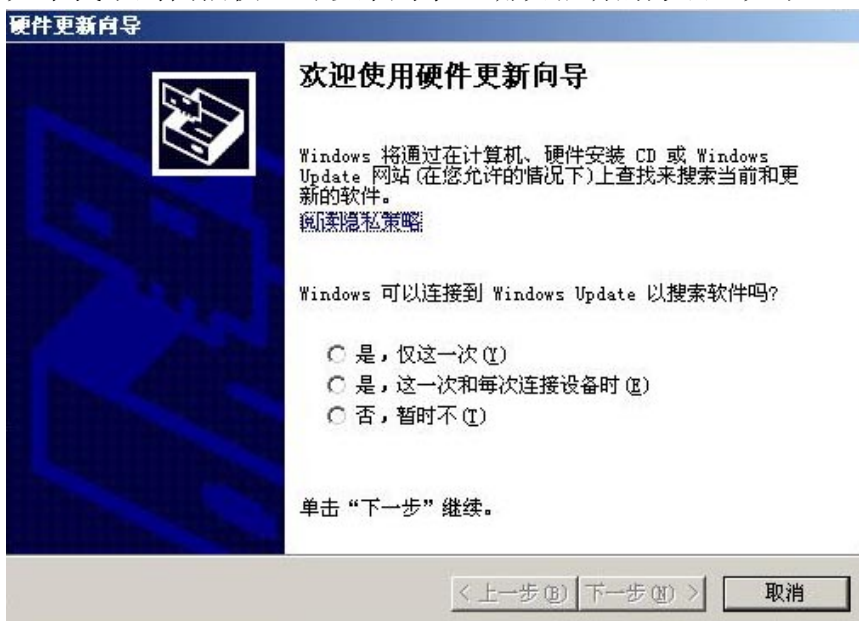 硬件更新向导
欢迎使用硬件更新向导
Windows 将通过在计算机、硬件安装 CD 或 Windows
Update 网站(在您允许的情况下)上查找来搜索当前和更
新的软件。
阅读隐私策略
Windows 可以连接到 Windows Update 以搜索软件吗?
是，仅这一次(Y)
是，这一次和每次连接设备时(E)
否，暂时不(T)
单击“下一步”继续。
< 上一步(B) 下一步(N) > 取消